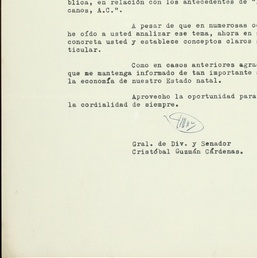 blica, en relación con los antecedentes de "
canos, A.C.".
A pesar de que en numerosas
he oído a usted analizar ese tema, ahora en
concreta usted y establese conceptos claros
ticular.
Como en casos anteriores
que me mantenga informado de tan importante
la economía de nuestro Estado natal.
Aprovecho la oportunidad para
la cordialidad de siempre.
Gral. de Div. y Senador
Cristóbal Guzmán Cárdenas.